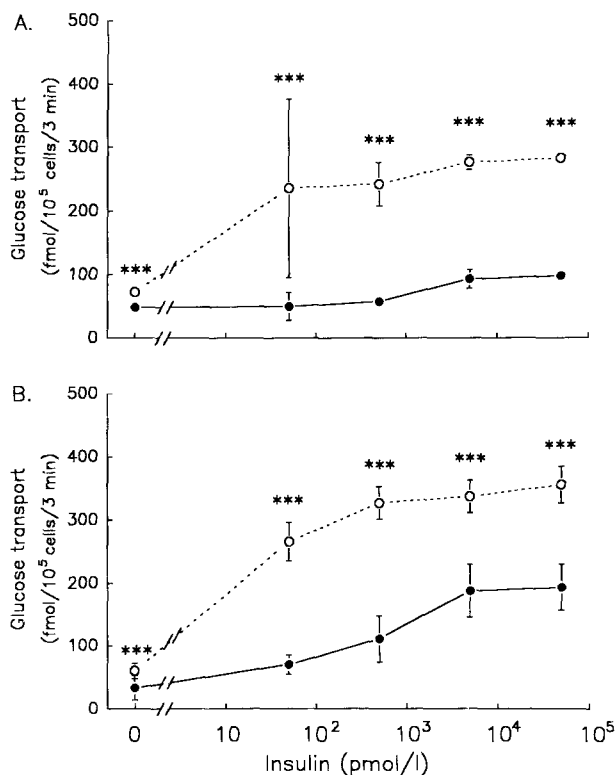 A.
500
400
300
200
100
0
Glucose transport
(fmol/10⁵ cells/3 min)
*** *** *** *** ***
B.
500
400
300
200
100
0
Glucose transport
(fmol/10⁵ cells/3 min)
*** *** *** *** ***
0 10 10² 10³ 10⁴ 10⁵
Insulin (pmol/l)